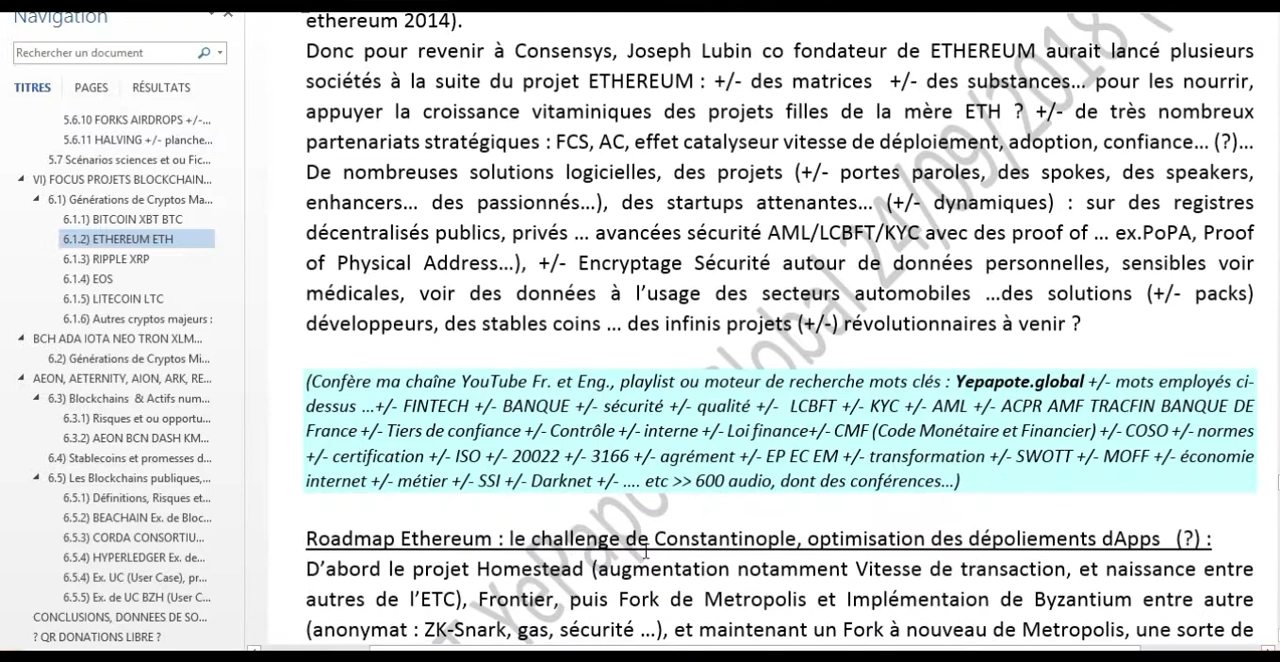 Navigation
Rechercher un document
TITRES PAGES RÉSULTATS
5.6.10 FORKS AIRDROPS +/-...
5.6.11 HALVING +/- planche...
5.7 Scénarios sciences et ou Fic...
VI) FOCUS PROJETS BLOCKCHAIN...
6.1) Générations de Cryptos Ma...
6.1.1) BITCOIN XBT BTC
6.1.2) ETHEREUM ETH
6.1.3) RIPPLE XRP
6.1.4) EOS
6.1.5) LITECOIN LTC
6.1.6) Autres cryptos majeurs :
BCH ADA IOTA NEO TRON XLM...
6.2) Générations de Cryptos Mi...
AEON, AETERNITY, AION, ARK, RE...
6.3) Blockchains & Actifs num...
6.3.1) Risques et ou opportu...
6.3.2) AEON BCN DASH KM...
6.4) Stablecoins et promesses d...
6.5) Les Blockchains publiques,...
6.5.1) Définitions, Risques et...
6.5.2) BEACHAIN Ex. de Bloc...
6.5.3) CORDA CONSORTIU...
6.5.4) HYPERLEDGER Ex. de...
6.5.4) Ex. UC (User Case), pr...
6.5.5) Ex. de UC BZH (User C...
CONCLUSIONS, DONNEES DE SO...
? QR DONATIONS LIBRE ?
ethereum 2014).
Donc pour revenir à Consensys, Joseph Lubin co fondateur de ETHEREUM aurait lancé plusieurs
sociétés à la suite du projet ETHEREUM : +/- des matrices +/- des substances... pour les nourrir,
appuyer la croissance vitaminiques des projets filles de la mère ETH ? +/- de très nombreux
partenariats stratégiques : FCS, AC, effet catalyseur vitesse de déploiement, adoption, confiance... (?)...
De nombreuses solutions logicielles, des projets (+/- portes paroles, des spokes, des speakers,
enhancers... des passionnés...), des startups attenantes... (+/- dynamiques) : sur des registres
décentralisés publics, privés ... avancées sécurité AML/LCBFT/KYC avec des proof of ... ex.PoPA, Proof
of Physical Address...), +/- Encryptage Sécurité autour de données personnelles, sensibles voir
médicales, voir des données à l'usage des secteurs automobiles ...des solutions (+/- packs)
développeurs, des stables coins ... des infinis projets (+/-) révolutionnaires à venir ?
(Confère ma chaîne YouTube Fr. et Eng., playlist ou moteur de recherche mots clés : Yepapote.global +/- mots employés ci-
dessus ...+/- FINTECH +/- BANQUE +/- sécurité +/- qualité +/- LCBFT +/- KYC +/- AML +/- ACPR AMF TRACFIN BANQUE DE
France +/- Tiers de confiance +/- Contrôle +/- interne +/- Loi finance+/- CMF (Code Monétaire et Financier) +/- COSO +/- normes
+/- certification +/- ISO +/- 20022 +/- 3166 +/- agrément +/- EP EC EM +/- transformation +/- SWOTT +/- MOFF +/- économie
internet +/- métier +/- SSI +/- Darknet +/- .... etc >> 600 audio, dont des conférences...)
Roadmap Ethereum : le challenge de Constantinople, optimisation des dépoliements dApps (?) :
D'abord le projet Homestead (augmentation notamment Vitesse de transaction, et naissance entre
autres de l'ETC), Frontier, puis Fork de Metropolis et Implémentaion de Byzantium entre autre
(anonymat : ZK-Snark, gas, sécurité ...), et maintenant un Fork à nouveau de Metropolis, une sorte de